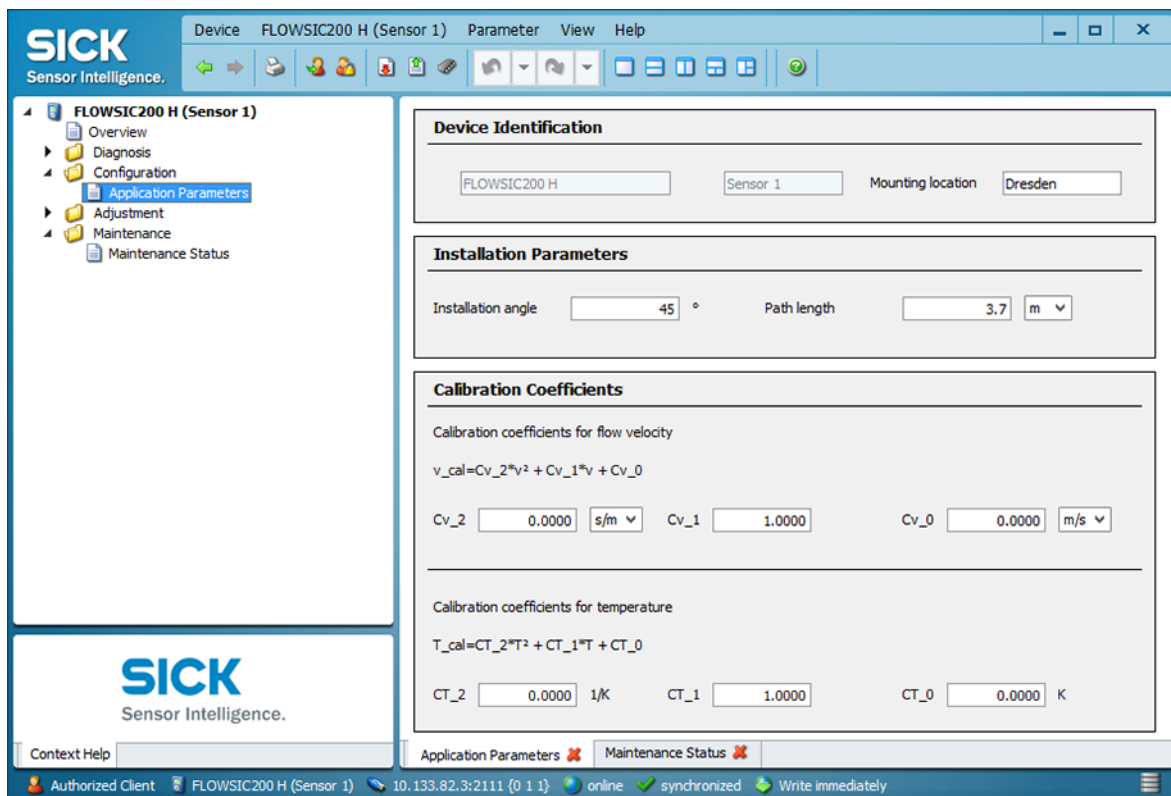 SICK
Sensor Intelligence.
Device FLOWSIC200 H (Sensor 1) Parameter View Help
FLOWSIC200 H (Sensor 1)
Overview
Diagnosis
Configuration
Application Parameters
Adjustment
Maintenance
Maintenance Status
SICK
Sensor Intelligence.
Context Help
Device Identification
FLOWSIC200 H Sensor 1 Mounting location Dresden
Installation Parameters
Installation angle 45 ° Path length 3.7 m
Calibration Coefficients
Calibration coefficients for flow velocity
v_cal=Cv_2*v² + Cv_1*v + Cv_0
Cv_2 0.0000 s/m Cv_1 1.0000 Cv_0 0.0000 m/s
Calibration coefficients for temperature
T_cal=CT_2*T² + CT_1*T + CT_0
CT_2 0.0000 1/K CT_1 1.0000 CT_0 0.0000 K
Application Parameters Maintenance Status
Authorized Client FLOWSIC200 H (Sensor 1) 10.133.82.3:2111 {0 1 1} online synchronized Write immediately